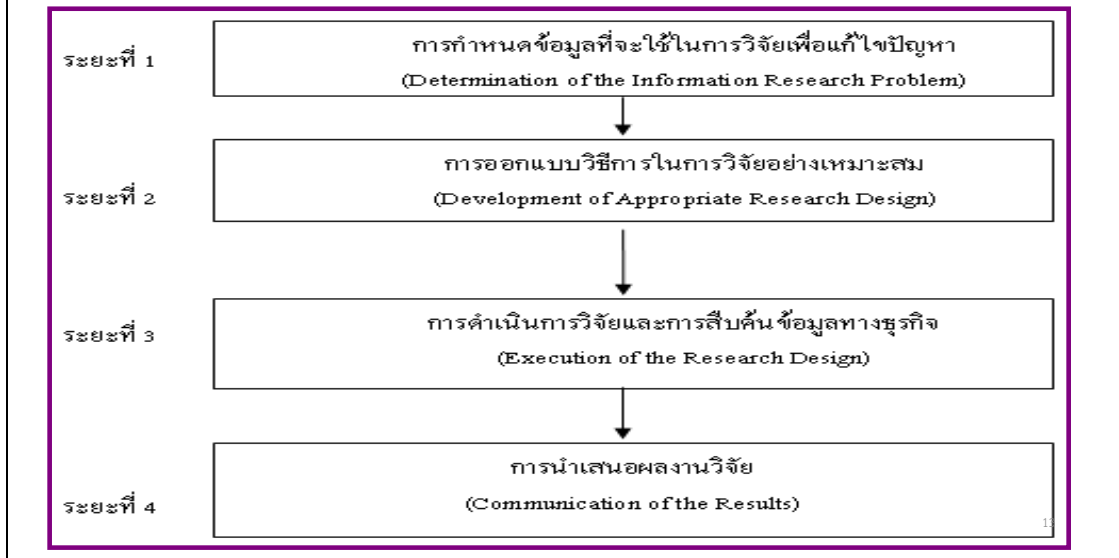 การกำหนดข้อมูลที่จะใช้ในการวิจัยเพื่อแก้ไขปัญหา
ระยะที่ 1
(Determination of the Information Research Problem)
การออกแบบวิธีการในการวิจัยอย่างเหมาะสม
ระยะที่ 2
(Development of Appropriate Research Design)
การดำเนินการวิจัยและการสืบค้นข้อมูลทางธุรกิจ
ระยะที่ 3
(Execution of the Research Design)
การนำเสนอผลงานวิจัย
ระยะที่ 4
(Communication of the Results)